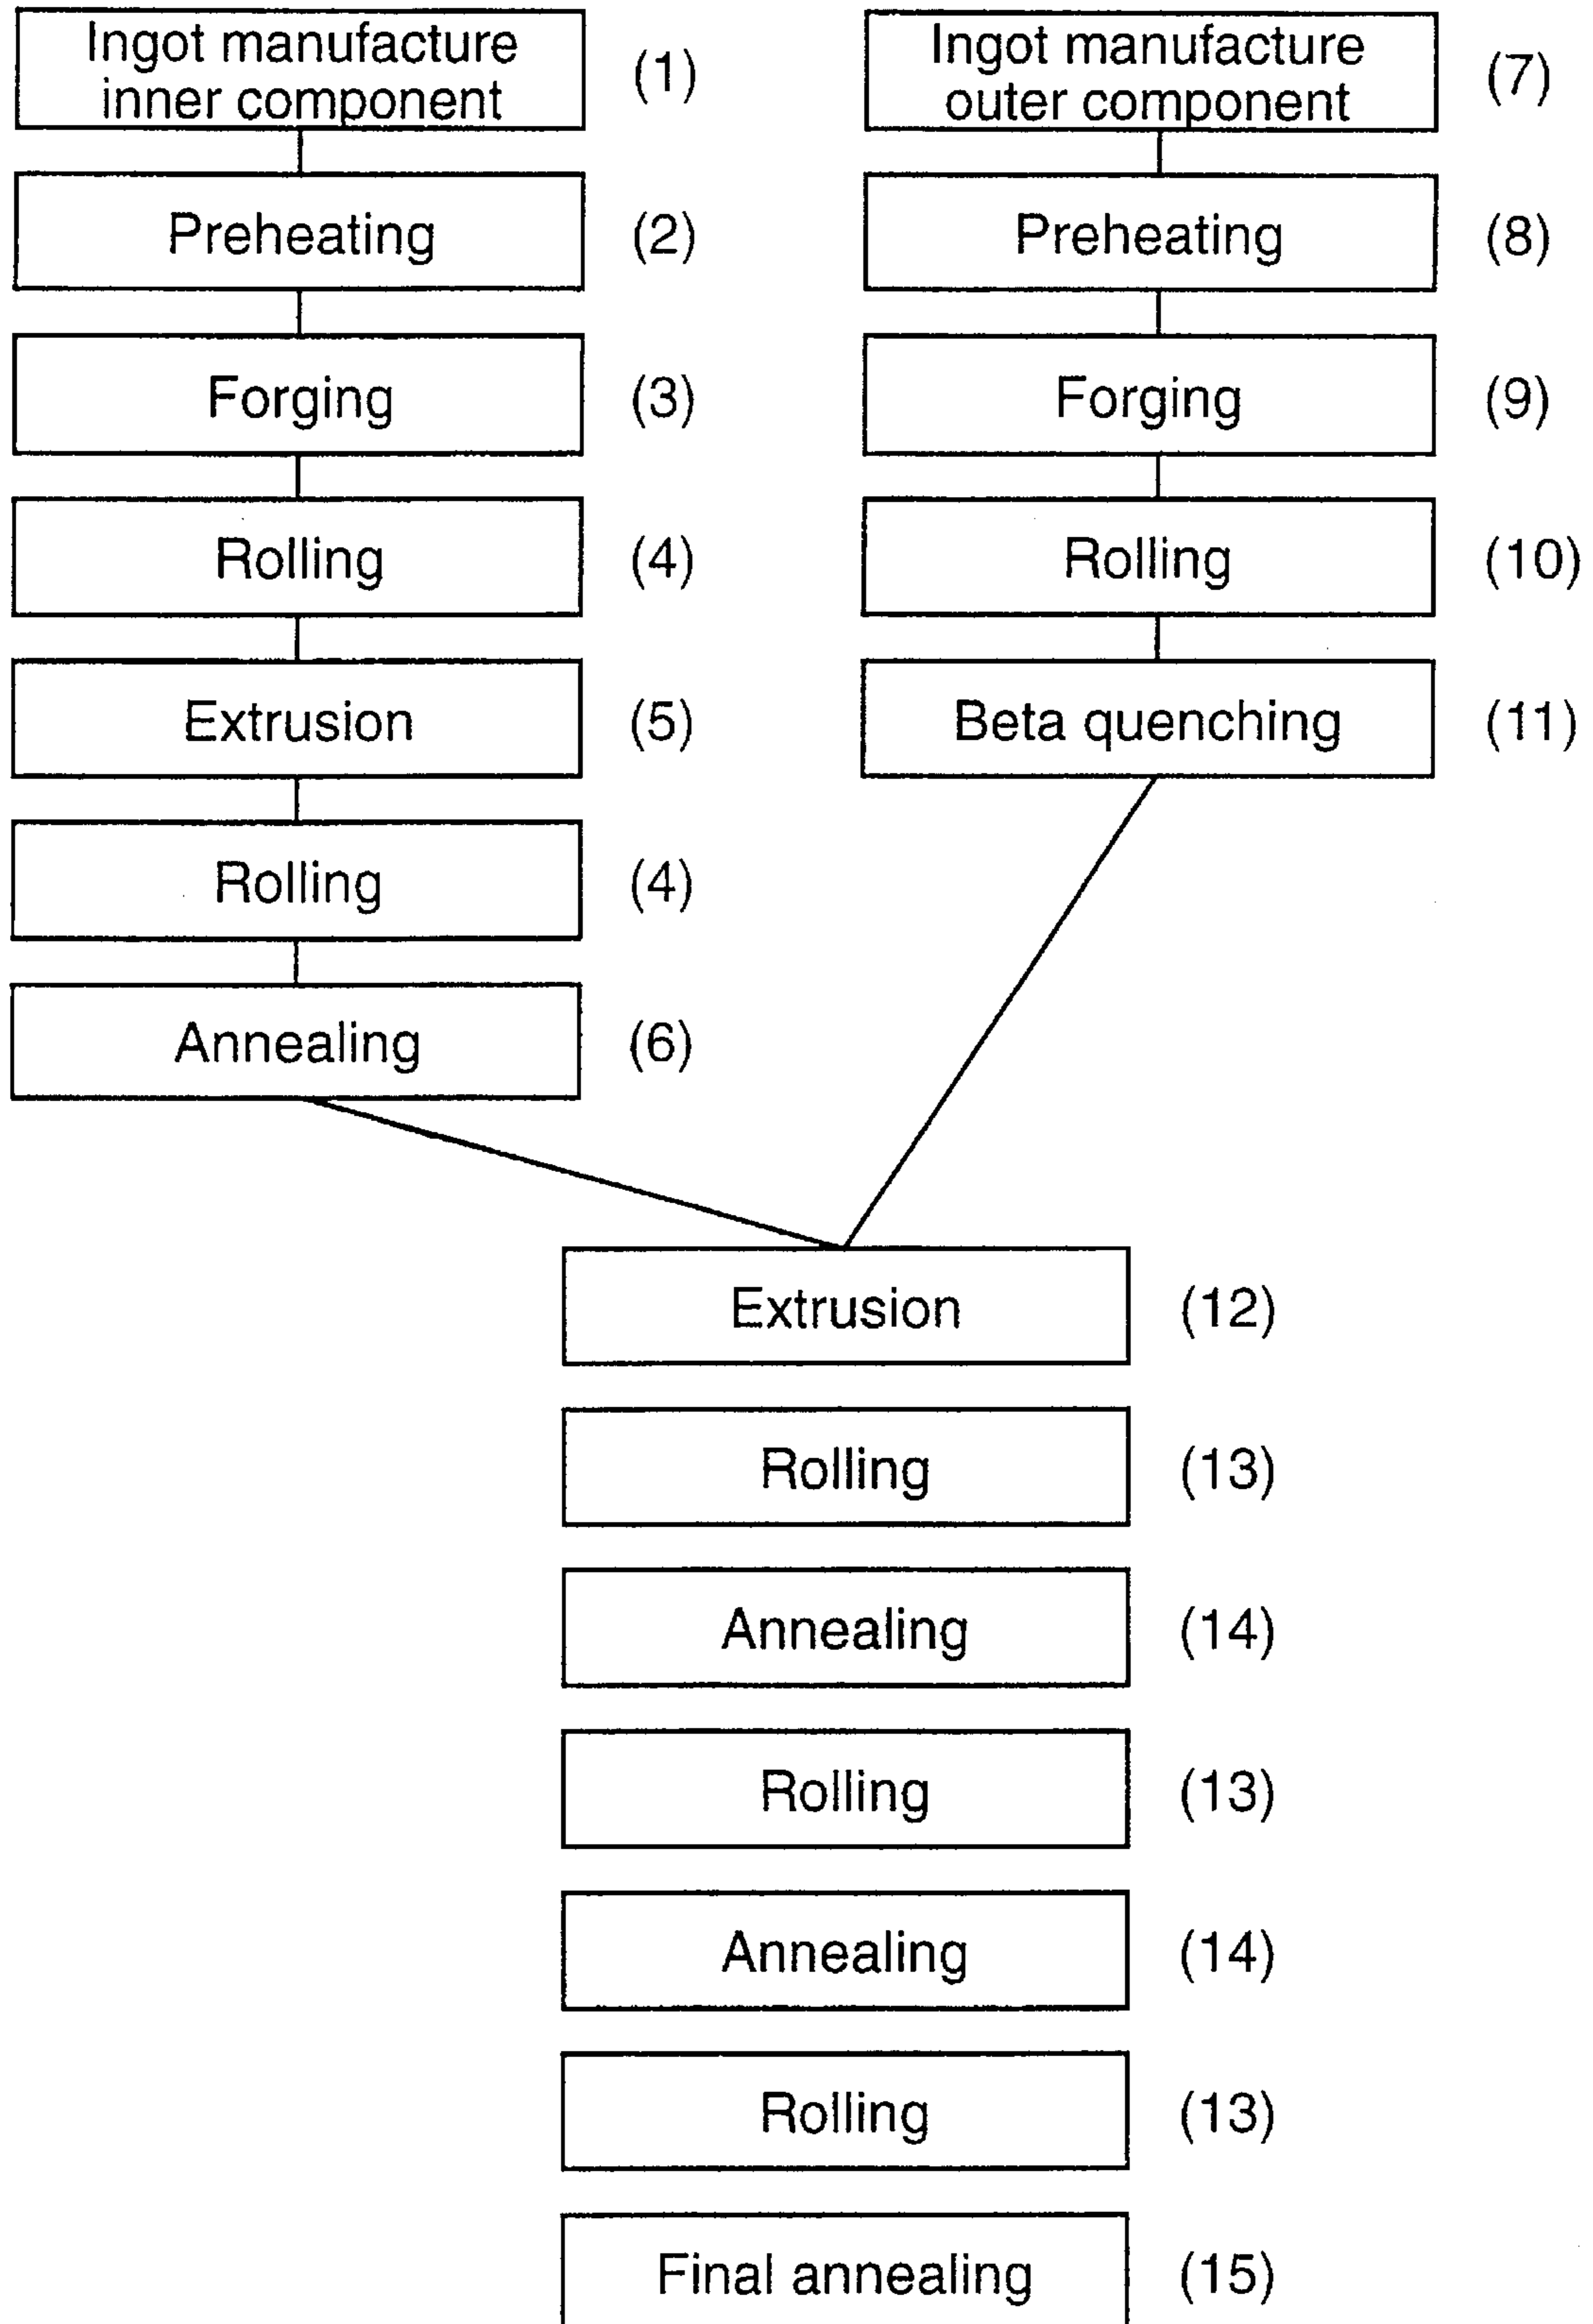 Ingot manufacture
inner component
(1)
Preheating
(2)
Forging
(3)
Rolling
(4)
Extrusion
(5)
Rolling
(4)
Annealing
(6)
Ingot manufacture
outer component
(7)
Preheating
(8)
Forging
(9)
Rolling
(10)
Beta quenching
(11)
Extrusion
(12)
Rolling
(13)
Annealing
(14)
Rolling
(13)
Annealing
(14)
Rolling
(13)
Final annealing
(15)